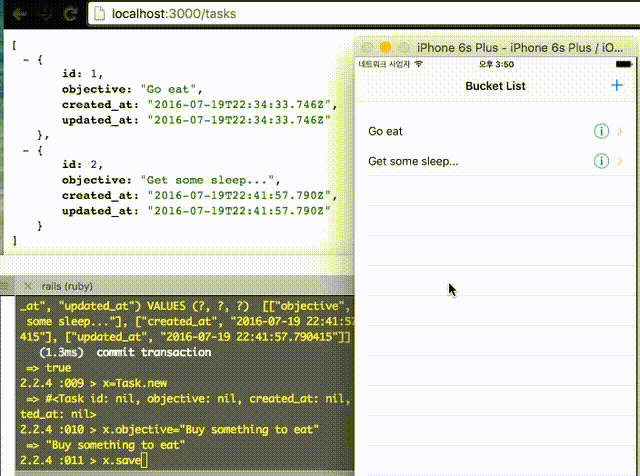 localhost:3000/tasks
[
- {
id: 1,
objective: "Go eat",
created_at: "2016-07-19T22:34:33.746Z",
updated_at: "2016-07-19T22:34:33.746Z"
},
- {
id: 2,
objective: "Get some sleep...",
created_at: "2016-07-19T22:41:57.790Z",
updated_at: "2016-07-19T22:41:57.790Z"
}
]
rails (ruby)
_at", "updated_at") VALUES (?, ?, ?)  [["objective",
some sleep..."], ["created_at", "2016-07-19 22:41:57
415"], ["updated_at", "2016-07-19 22:41:57.790415"]]
(1.3ms)  commit transaction
=> true
2.2.4 :009 > x=Task.new
=> #<Task id: nil, objective: nil, created_at: nil,
ted_at: nil>
2.2.4 :010 > x.objective="Buy something to eat"
=> "Buy something to eat"
2.2.4 :011 > x.save
iPhone 6s Plus - iPhone 6s Plus / iO...
네트워크 사업자 오후 3:50
Bucket List +
Go eat
Get some sleep...